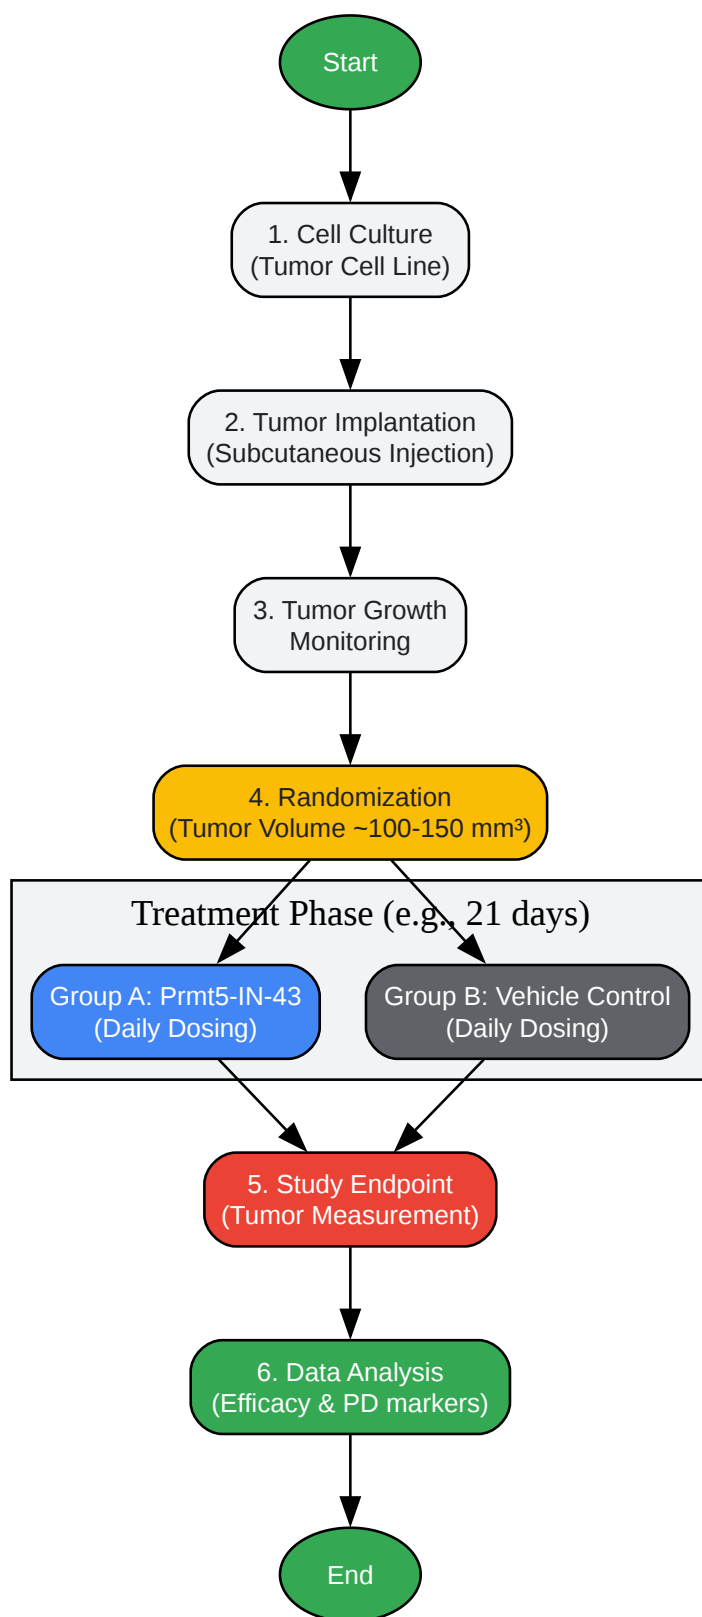 Start
1. Cell Culture
(Tumor Cell Line)
2. Tumor Implantation
(Subcutaneous Injection)
3. Tumor Growth
Monitoring
4. Randomization
(Tumor Volume ~100-150 mm³)
Treatment Phase (e.g., 21 days)
Group A: Prmt5-IN-43
(Daily Dosing)
Group B: Vehicle Control
(Daily Dosing)
5. Study Endpoint
(Tumor Measurement)
6. Data Analysis
(Efficacy & PD markers)
End